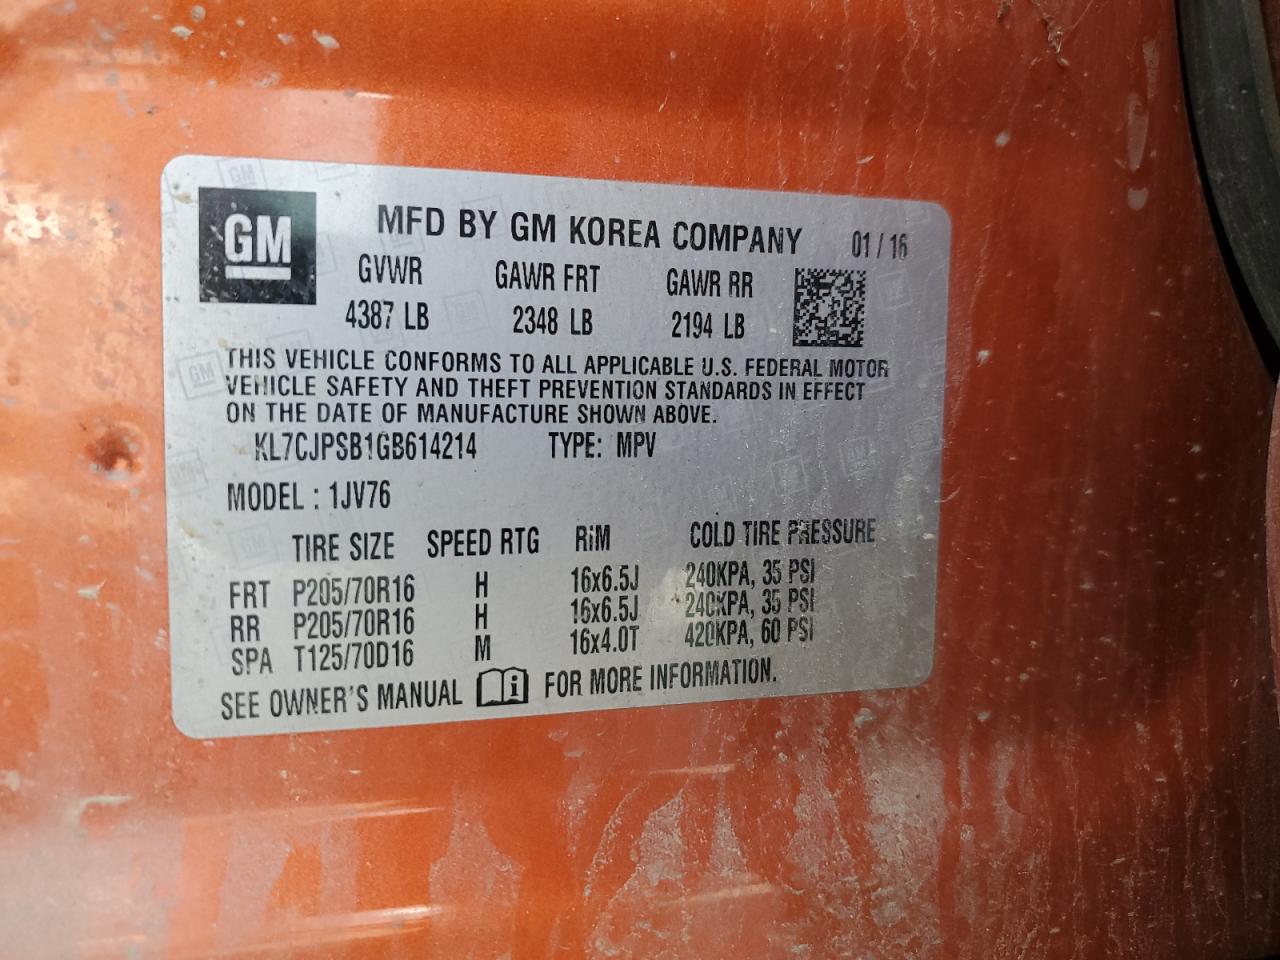 GM
MFD BY GM KOREA COMPANY 01/16
GVWR GAWR FRT GAWR RR
4387 LB 2348 LB 2194 LB
THIS VEHICLE CONFORMS TO ALL APPLICABLE U.S. FEDERAL MOTOR
VEHICLE SAFETY AND THEFT PREVENTION STANDARDS IN EFFECT
ON THE DATE OF MANUFACTURE SHOWN ABOVE.
KL7CJPSB1GB614214 TYPE: MPV
MODEL: 1JV76
TIRE SIZE SPEED RTG RiM COLD TIRE PRESSURE
FRT P205/70R16 H 16x6.5J 240KPA, 35 PSI
RR P205/70R16 H 16x6.5J 240KPA, 35 PSI
SPA T125/70D16 M 16x4.0T 420KPA, 60 PSI
SEE OWNER'S MANUAL i FOR MORE INFORMATION.